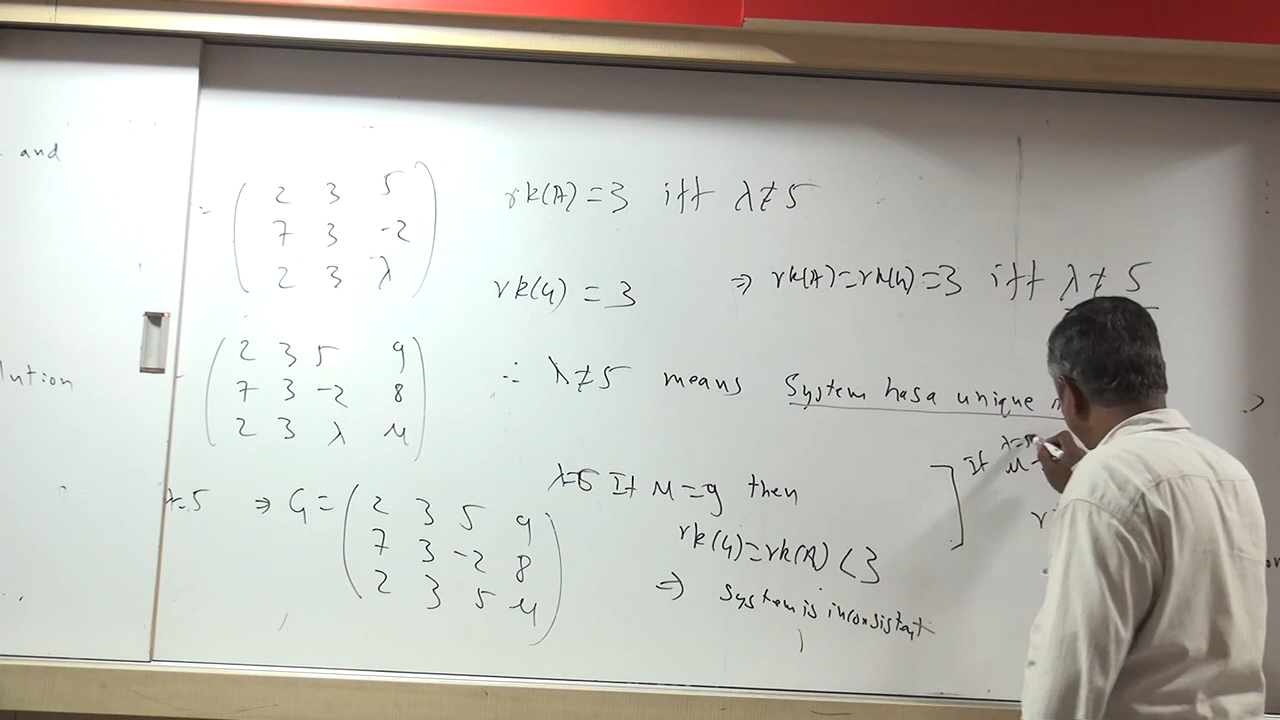 and
= ( 2 3 5
7 3 -2
2 3 λ )
rk(A) = 3 iff λ ≠ 5
rk(G) = 3 ⇒ rk(A) = rk(G) = 3 iff λ ≠ 5
( 2 3 5 9
7 3 -2 8
2 3 λ μ )
lution
∴ λ ≠ 5 means System has a unique
λ=5 ⇒ G = ( 2 3 5 9
7 3 -2 8
2 3 5 μ )
λ=5 If μ = 9 then
rk(G) = rk(A) < 3
⇒ System is inconsistent
] If λ=5
μ
r